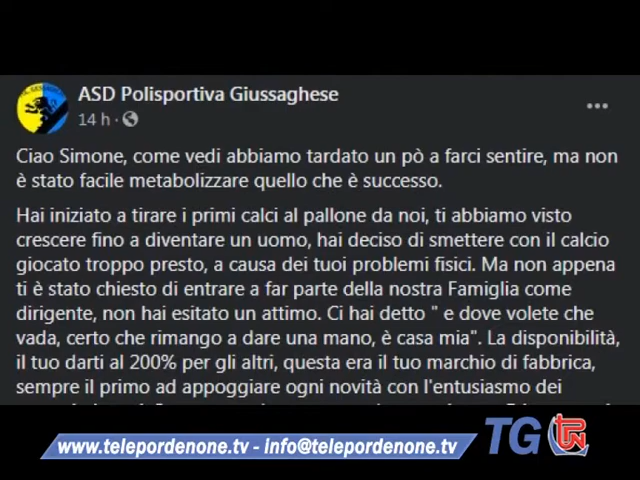 ASD Polisportiva Giussaghese
14 h ·
Ciao Simone, come vedi abbiamo tardato un pò a farci sentire, ma non
è stato facile metabolizzare quello che è successo.
Hai iniziato a tirare i primi calci al pallone da noi, ti abbiamo visto
crescere fino a diventare un uomo, hai deciso di smettere con il calcio
giocato troppo presto, a causa dei tuoi problemi fisici. Ma non appena
ti è stato chiesto di entrare a far parte della nostra Famiglia come
dirigente, non hai esitato un attimo. Ci hai detto " e dove volete che
vada, certo che rimango a dare una mano, è casa mia". La disponibilità,
il tuo darti al 200% per gli altri, questa era il tuo marchio di fabbrica,
sempre il primo ad appoggiare ogni novità con l'entusiasmo dei
www.telepordenone.tv - info@telepordenone.tv
TG TPN